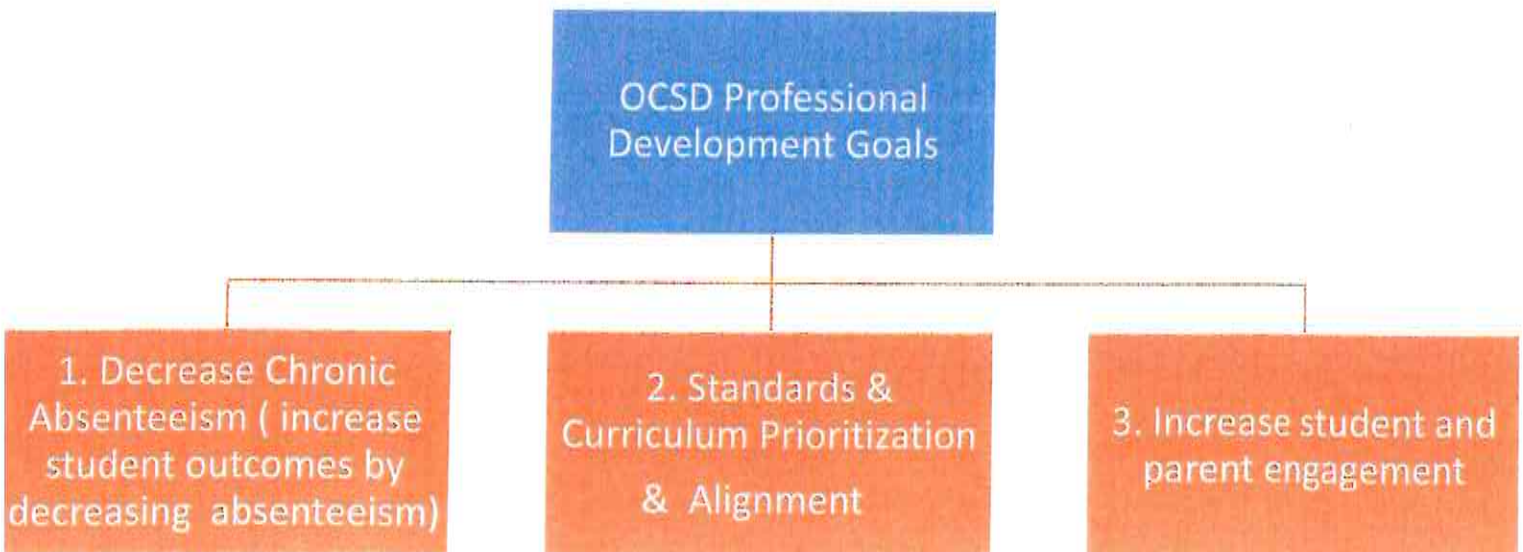 OCSD Professional
Development Goals
1. Decrease Chronic
Absenteeism ( increase
student outcomes by
decreasing absenteeism)
2. Standards &
Curriculum Prioritization
& Alignment
3. Increase student and
parent engagement